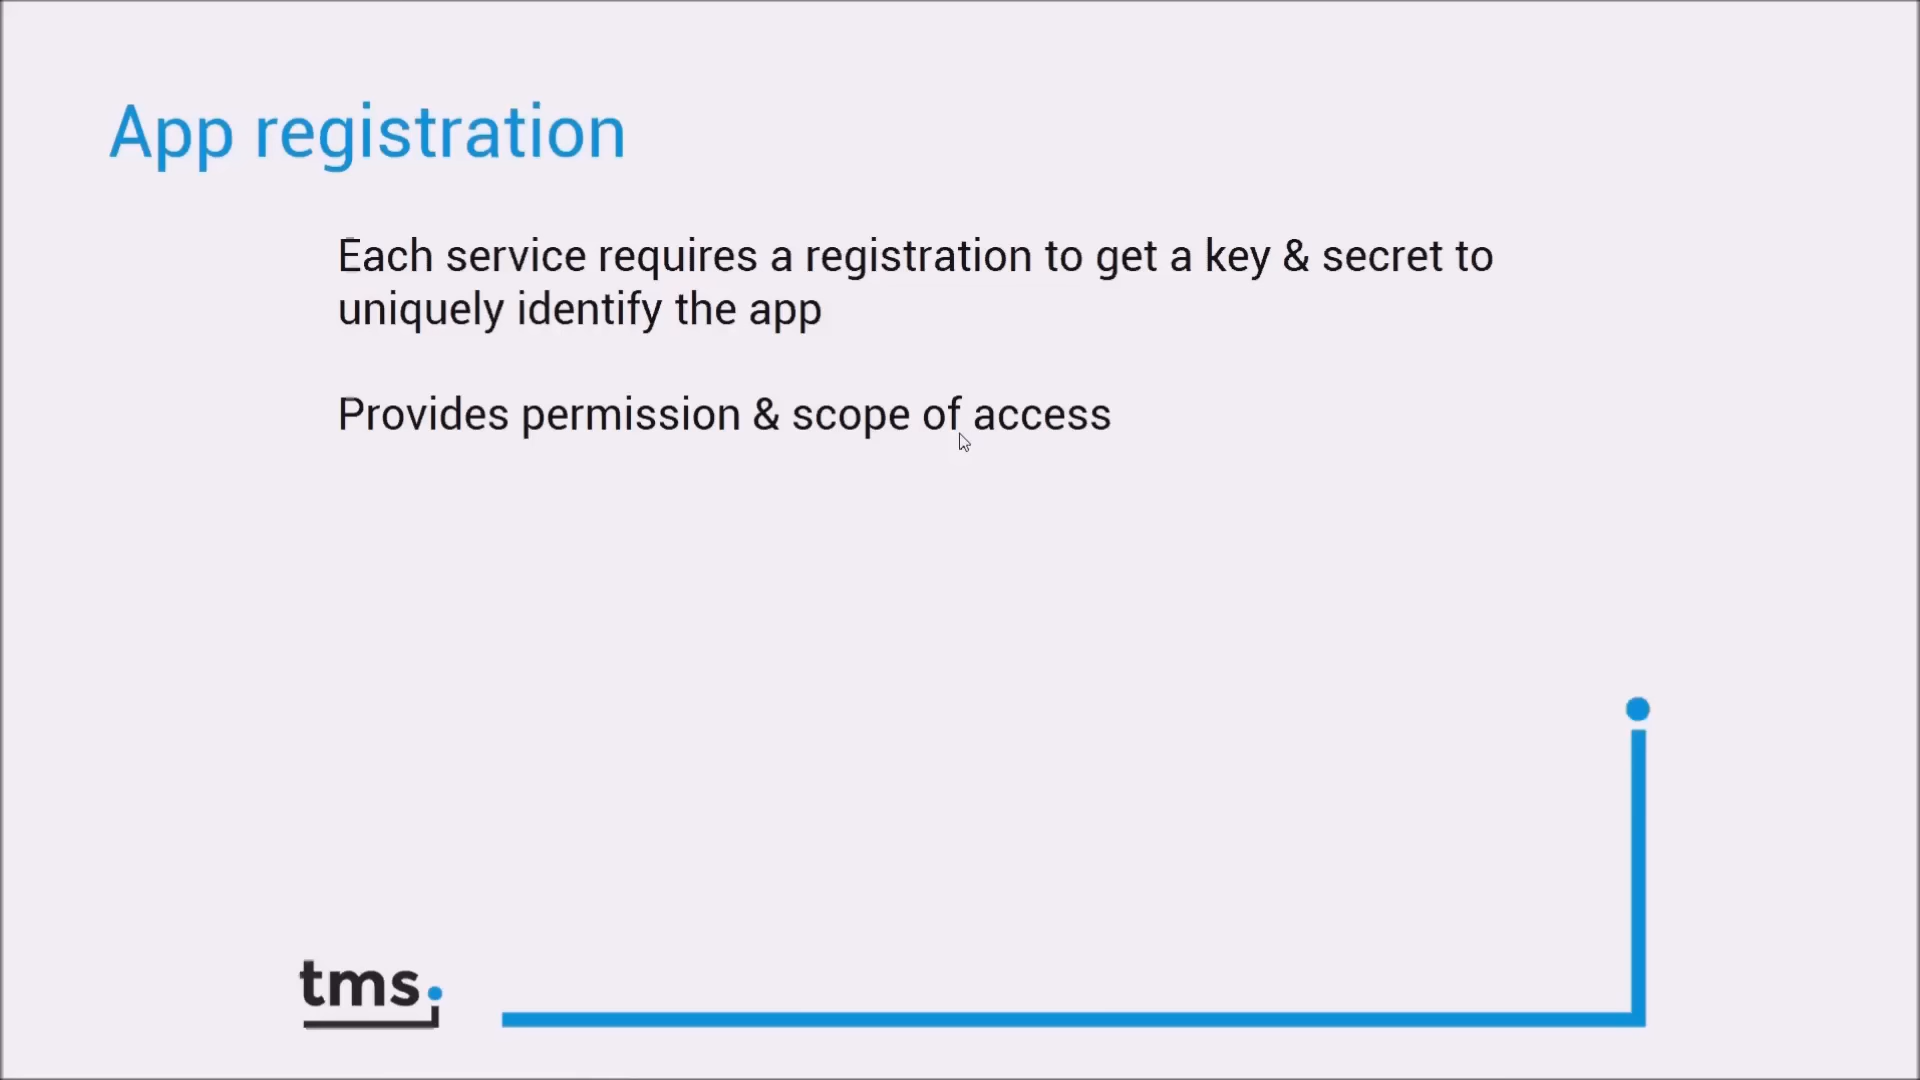 App registration
Each service requires a registration to get a key & secret to
uniquely identify the app
Provides permission & scope of access
tms